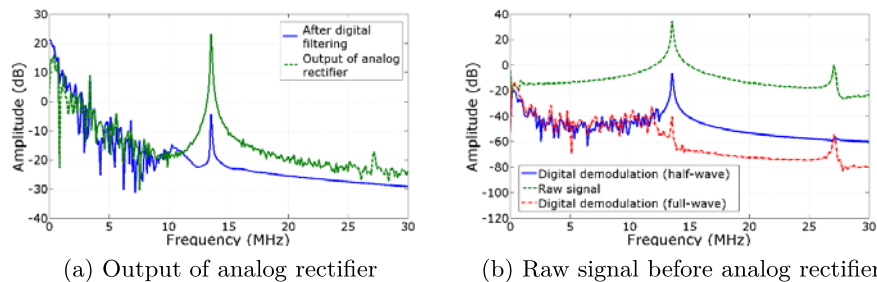 30
20
10
0
-10
-20
-30
-40
Amplitude (dB)
After digital
filtering
Output of analog
rectifier
0
5
10
15
20
25
30
Frequency (MHz)
(a) Output of analog rectifier
40
20
0
-20
-40
-60
-80
-100
-120
Amplitude (dB)
Digital demodulation (half-wave)
Raw signal
Digital demodulation (full-wave)
0
5
10
15
20
25
30
Frequency (MHz)
(b) Raw signal before analog rectifier